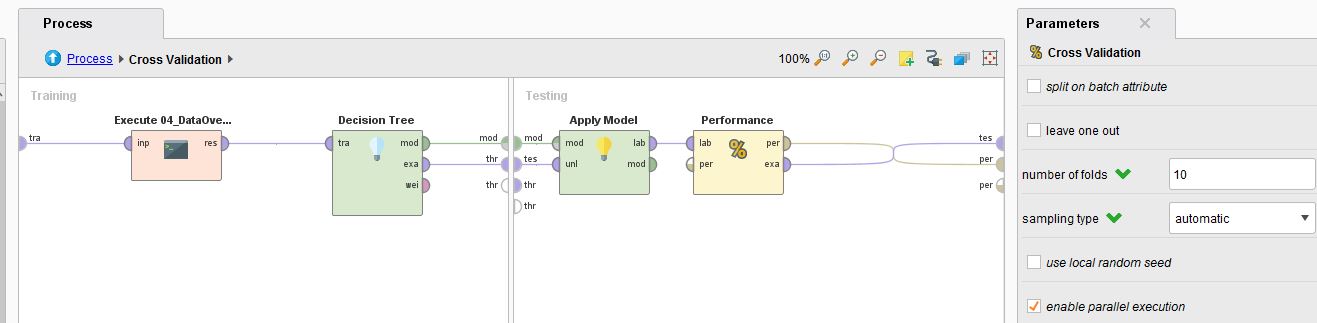 Process
Parameters
Process Cross Validation
100%
Cross Validation
Training
Testing
split on batch attribute
Execute 04_DataOve...
Decision Tree
Apply Model
Performance
leave one out
tra
inp
res
tra
mod
mod
mod
lab
lab
per
tes
exa
thr
tes
unl
mod
per
exa
per
wei
thr
thr
per
thr
number of folds
10
sampling type
automatic
use local random seed
enable parallel execution